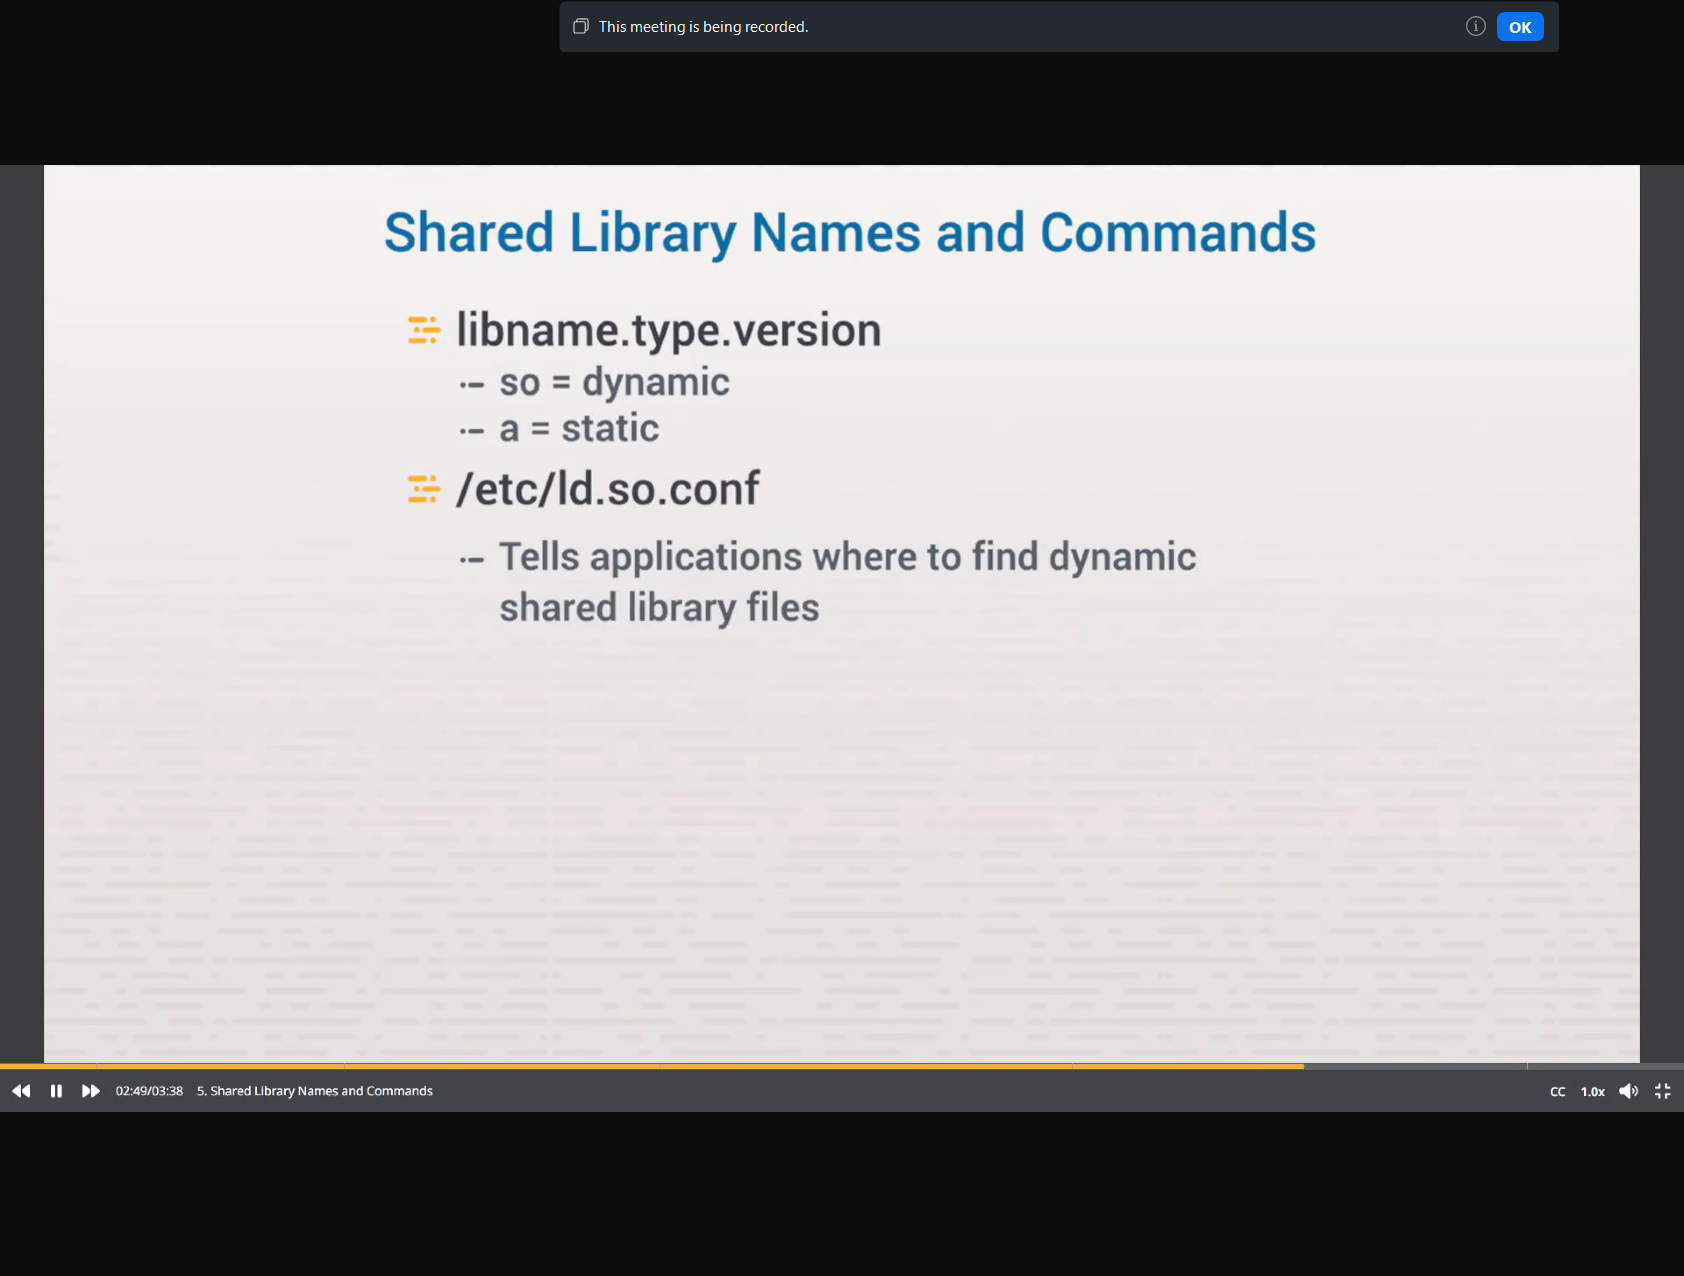 This meeting is being recorded.
OK
Shared Library Names and Commands
libname.type.version
so = dynamic
a = static
/etc/ld.so.conf
Tells applications where to find dynamic
shared library files
02:49/03:38 5. Shared Library Names and Commands
CC 1.0x